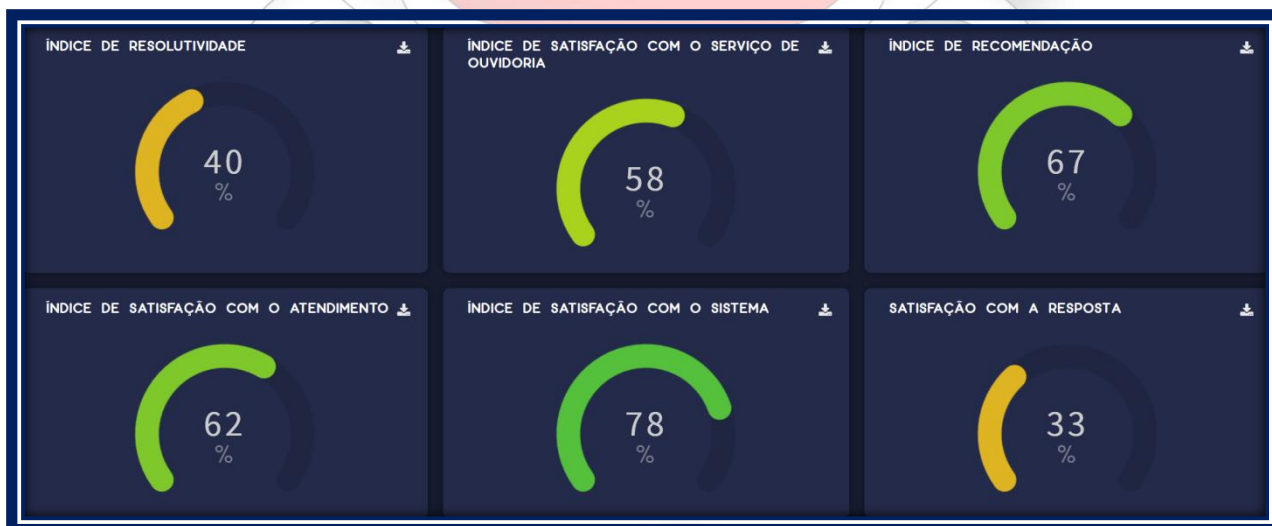 ÍNDICE DE RESOLUTIVIDADE
40
%
ÍNDICE DE SATISFAÇÃO COM O SERVIÇO DE
OUVIDORIA
58
%
ÍNDICE DE RECOMENDAÇÃO
67
%
ÍNDICE DE SATISFAÇÃO COM O ATENDIMENTO
62
%
ÍNDICE DE SATISFAÇÃO COM O SISTEMA
78
%
SATISFAÇÃO COM A RESPOSTA
33
%